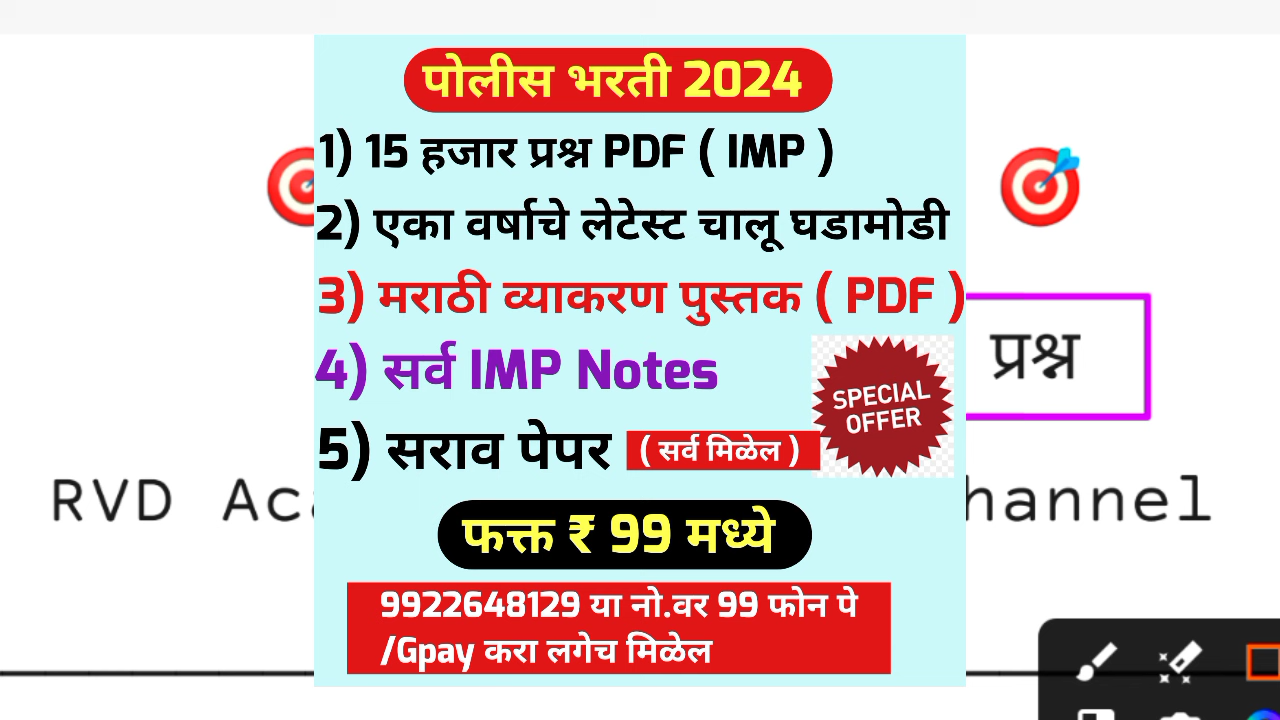 पोलीस भरती 2024
1) 15 हजार प्रश्न PDF ( IMP )
2) एका वर्षाचे लेटेस्ट चालू घडामोडी
3) मराठी व्याकरण पुस्तक ( PDF )
प्रश्न
4) सर्व IMP Notes
SPECIAL
OFFER
5) सराव पेपर ( सर्व मिळेल )
RVD
फक्त ₹ 99 मध्ये
9922648129 या नो.वर 99 फोन पे
/Gpay करा लगेच मिळेल